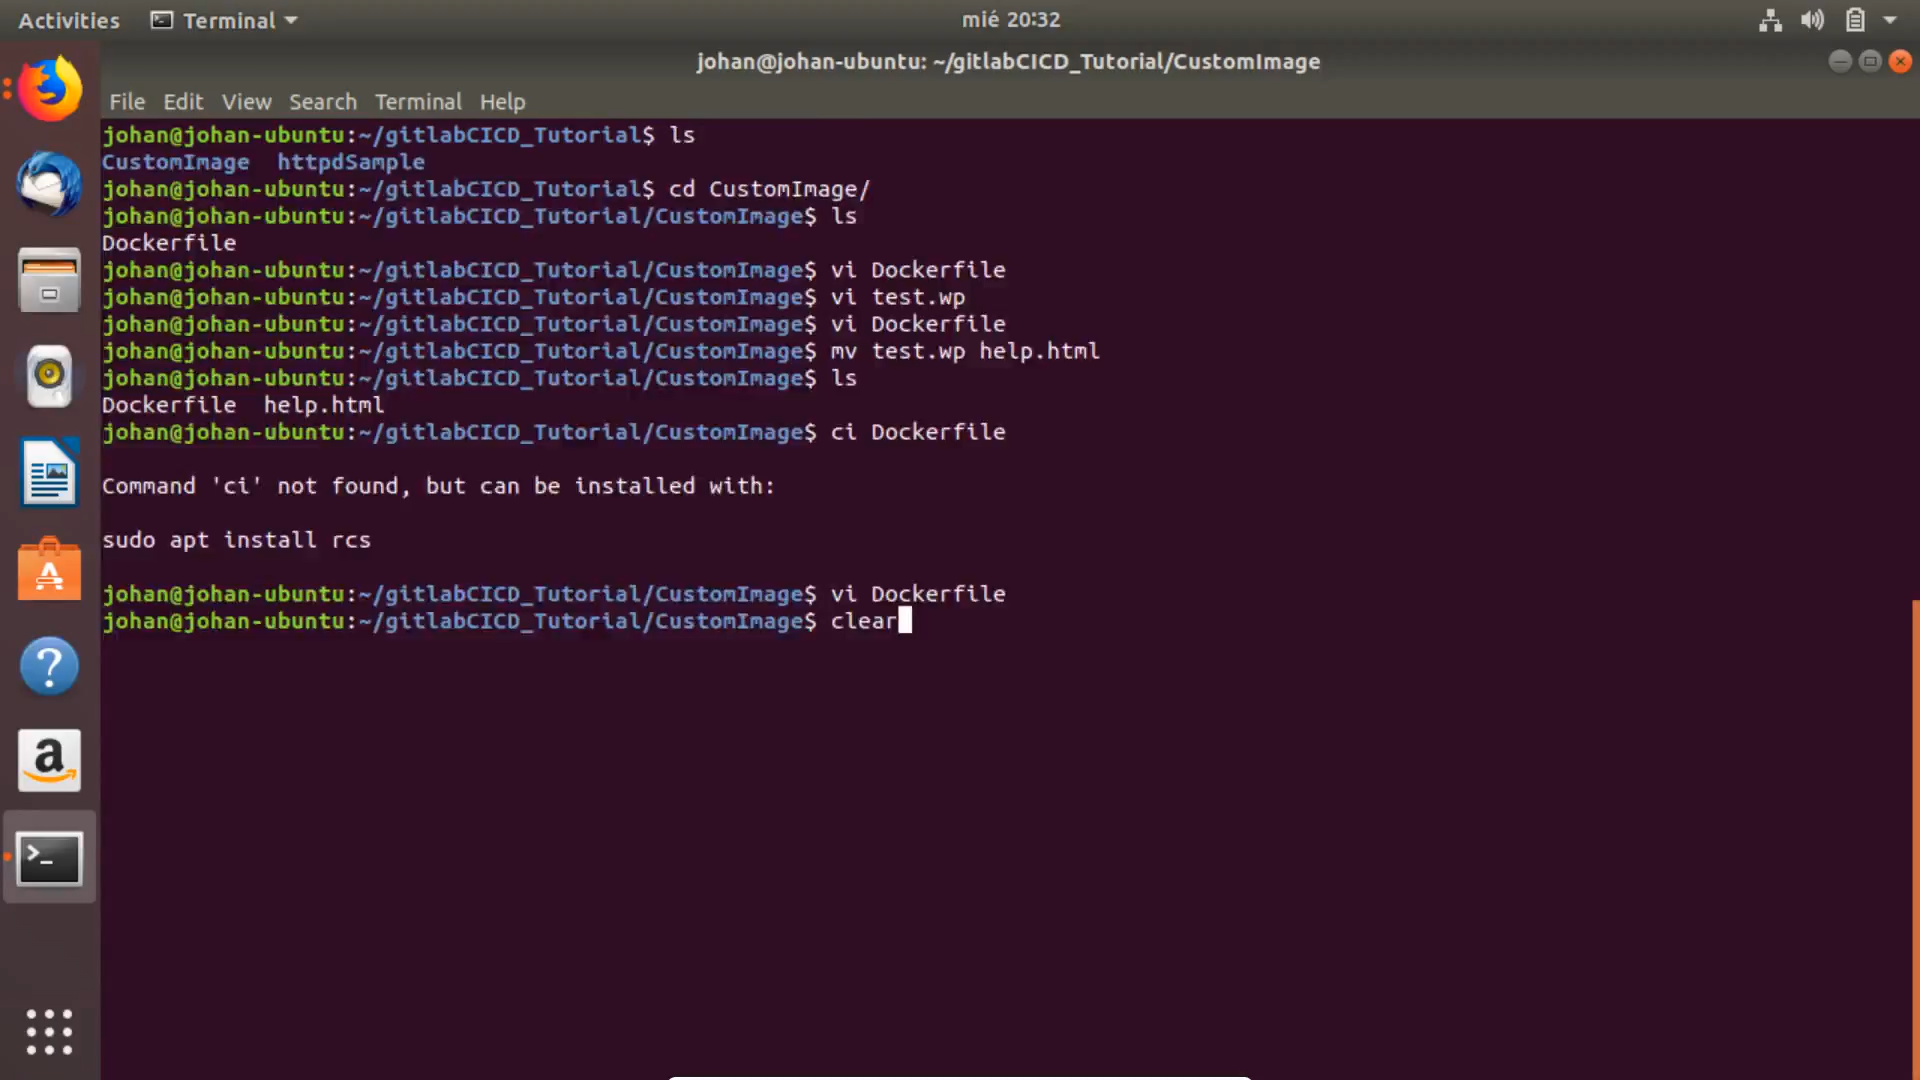 Activities Terminal mié 20:32
johan@johan-ubuntu: ~/gitlabCICD_Tutorial/CustomImage
File Edit View Search Terminal Help
johan@johan-ubuntu:~/gitlabCICD_Tutorial$ ls
CustomImage  httpdSample
johan@johan-ubuntu:~/gitlabCICD_Tutorial$ cd CustomImage/
johan@johan-ubuntu:~/gitlabCICD_Tutorial/CustomImage$ ls
Dockerfile
johan@johan-ubuntu:~/gitlabCICD_Tutorial/CustomImage$ vi Dockerfile
johan@johan-ubuntu:~/gitlabCICD_Tutorial/CustomImage$ vi test.wp
johan@johan-ubuntu:~/gitlabCICD_Tutorial/CustomImage$ vi Dockerfile
johan@johan-ubuntu:~/gitlabCICD_Tutorial/CustomImage$ mv test.wp help.html
johan@johan-ubuntu:~/gitlabCICD_Tutorial/CustomImage$ ls
Dockerfile  help.html
johan@johan-ubuntu:~/gitlabCICD_Tutorial/CustomImage$ ci Dockerfile
Command 'ci' not found, but can be installed with:
sudo apt install rcs
johan@johan-ubuntu:~/gitlabCICD_Tutorial/CustomImage$ vi Dockerfile
johan@johan-ubuntu:~/gitlabCICD_Tutorial/CustomImage$ clear